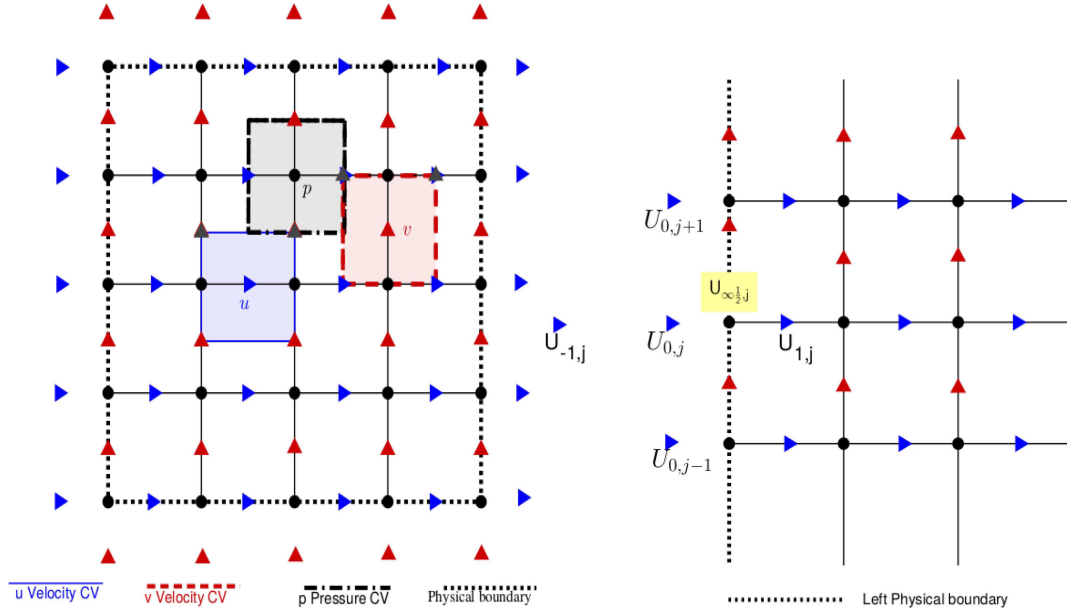 p
v
u
U-1,j
u Velocity CV
v Velocity CV
p Pressure CV
Physical boundary
U0,j+1
U∞½,j
U0,j
U1,j
U0,j-1
Left Physical boundary